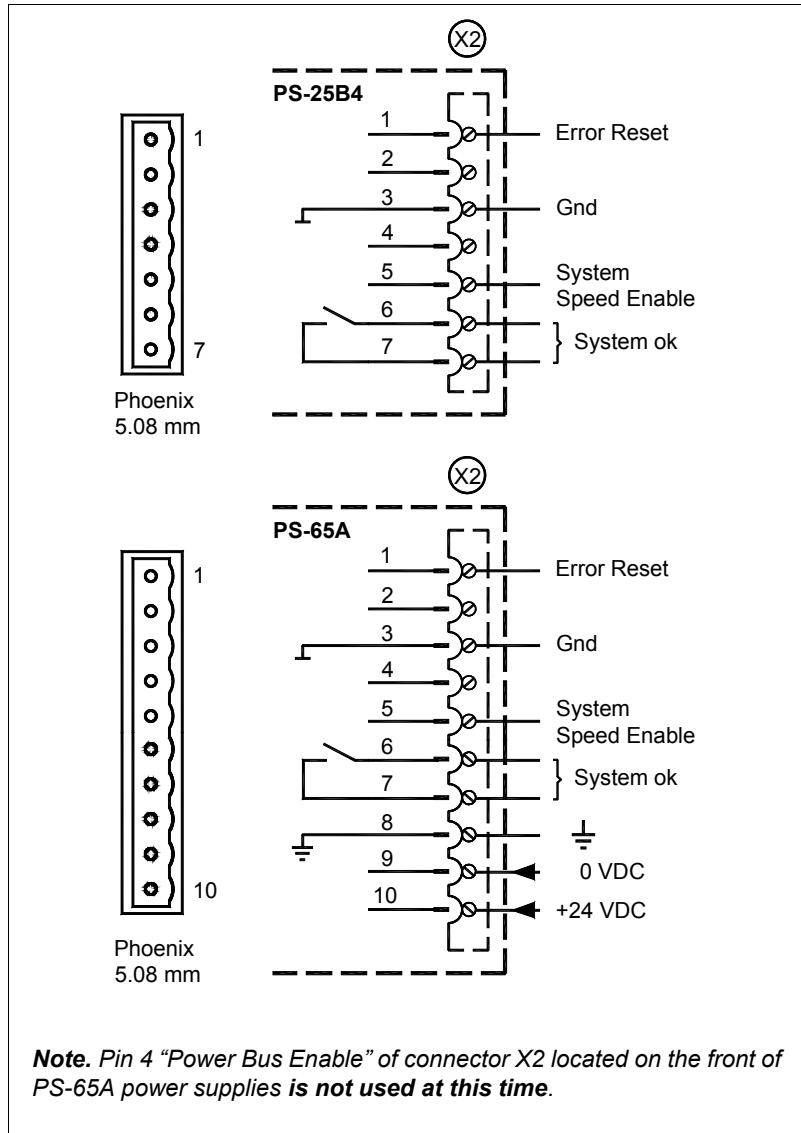 X2
PS-25B4
1
1 Error Reset
2
3 Gnd
4
5 System
Speed Enable
6
System ok
7
7
Phoenix
5.08 mm
X2
PS-65A
1
1 Error Reset
2
3 Gnd
4
5 System
Speed Enable
6
System ok
7
8
9 0 VDC
10 +24 VDC
10
Phoenix
5.08 mm
Note. Pin 4 “Power Bus Enable” of connector X2 located on the front of
PS-65A power supplies is not used at this time.